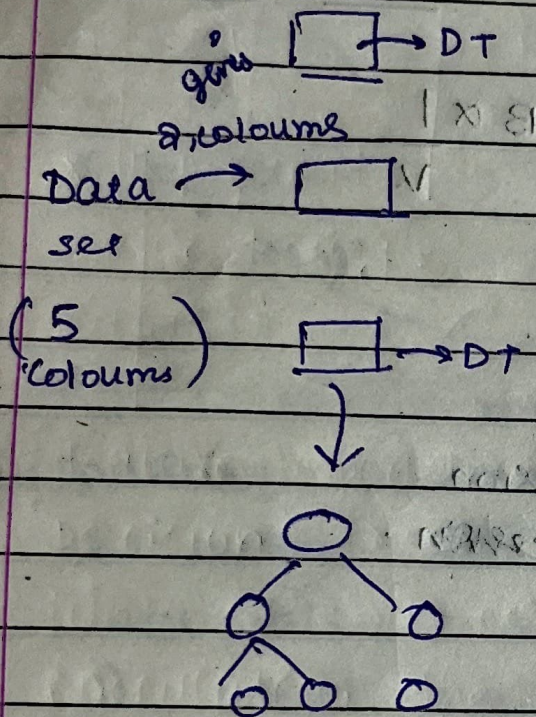 → DT
gives
2, coloums
Data →
set
(5
coloums)
→ DT